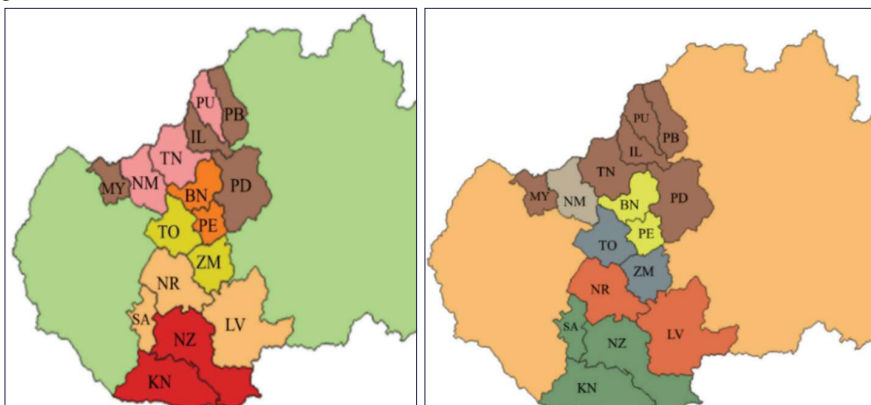 PU
PB
IL
TN
MY
NM
BN
PD
TO
PE
ZM
NR
SA
NZ
LV
KN
PU
PB
IL
TN
MY
NM
BN
PD
TO
PE
ZM
NR
SA
NZ
LV
KN